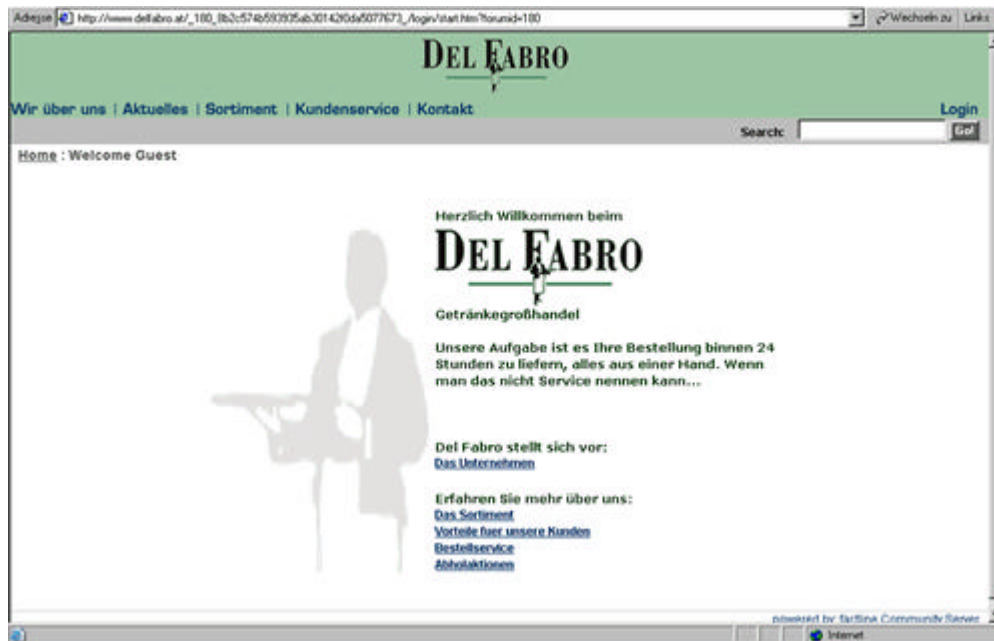 Adresse http://www.delfabro.at/_180_ /login/start.htm?forumid=180 Wechseln zu Links
DEL FABRO
Wir über uns | Aktuelles | Sortiment | Kundenservice | Kontakt Login
Search: Go!
Home : Welcome Guest
Herzlich Willkommen beim
DEL FABRO
Getränkegroßhandel
Unsere Aufgabe ist es Ihre Bestellung binnen 24
Stunden zu liefern, alles aus einer Hand. Wenn
man das nicht Service nennen kann...
Del Fabro stellt sich vor:
Das Unternehmen
Erfahren Sie mehr über uns:
Das Sortiment
Vorteile fuer unsere Kunden
Bestellservice
Abholaktionen
powered by factline Community Server
Internet